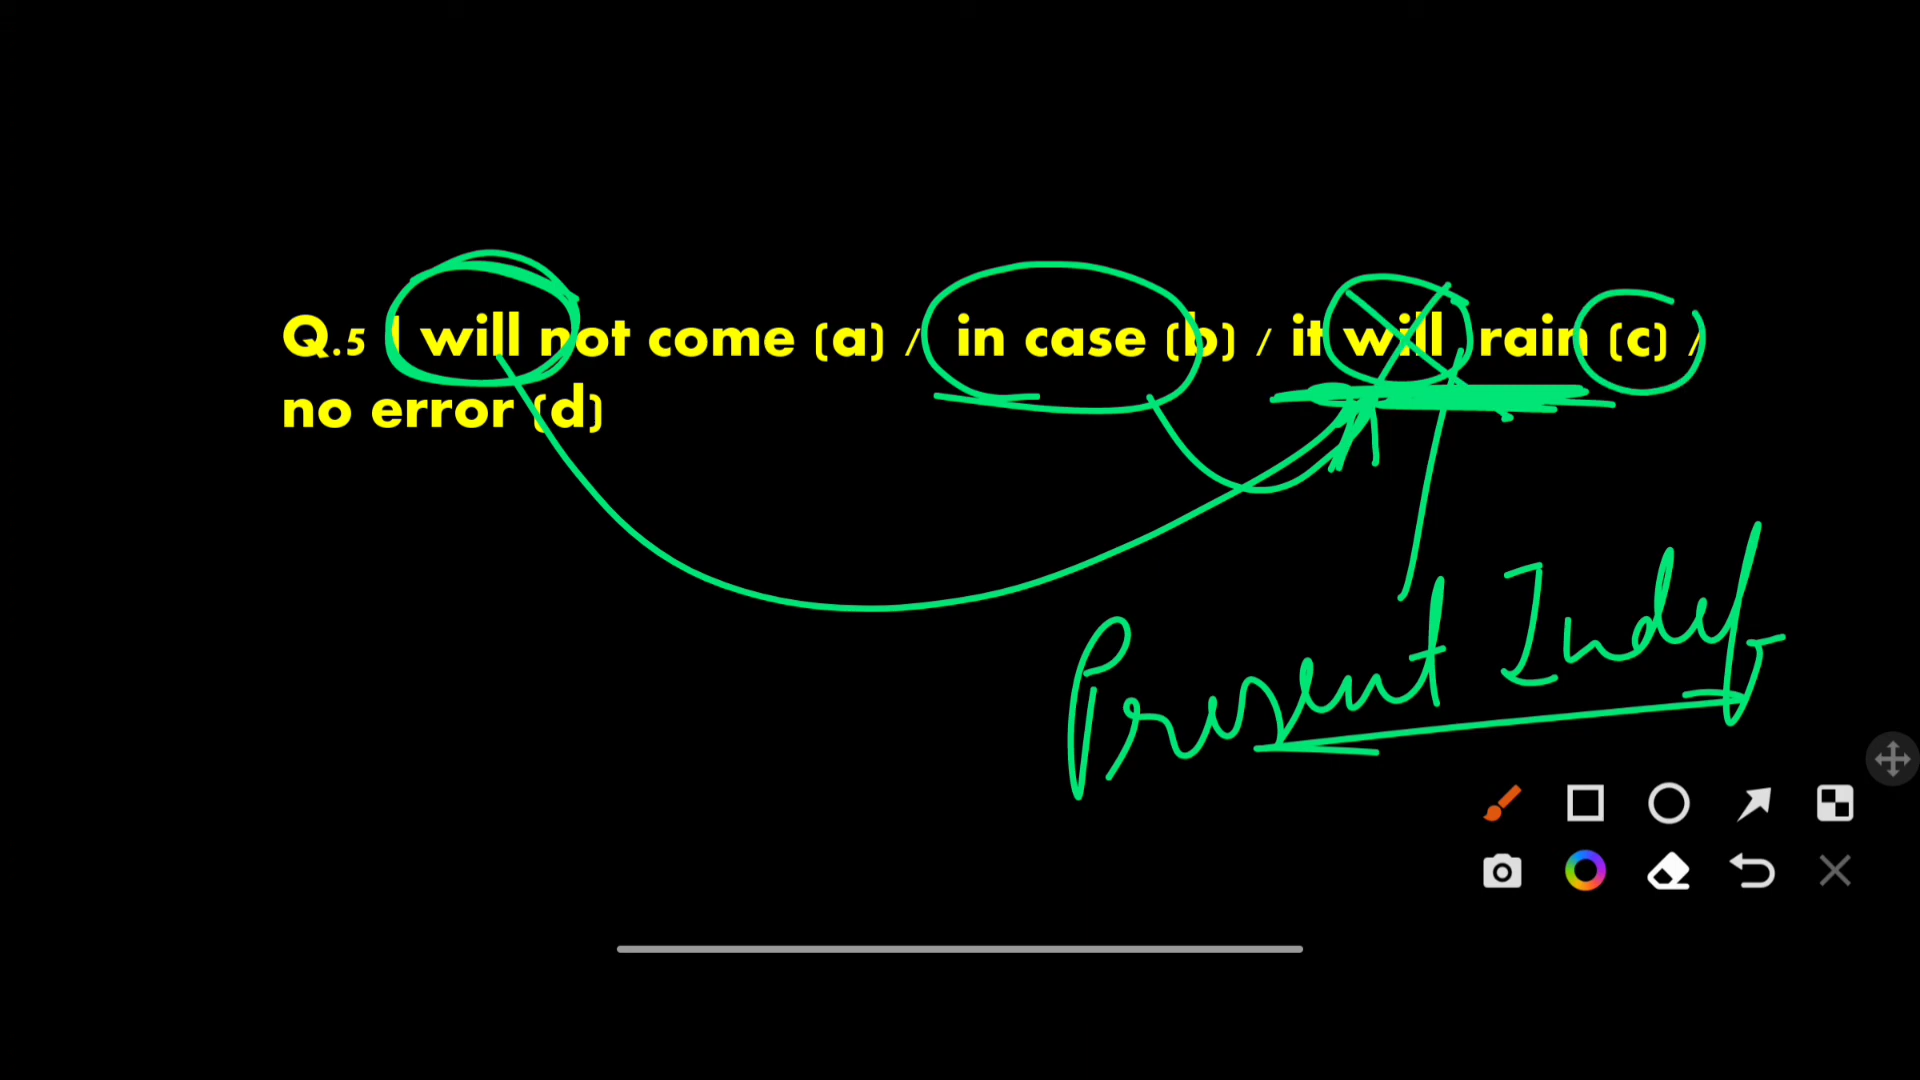 Q.5 I will not come (a) / in case (b) / it will rain (c) /
no error (d)
Present Indef